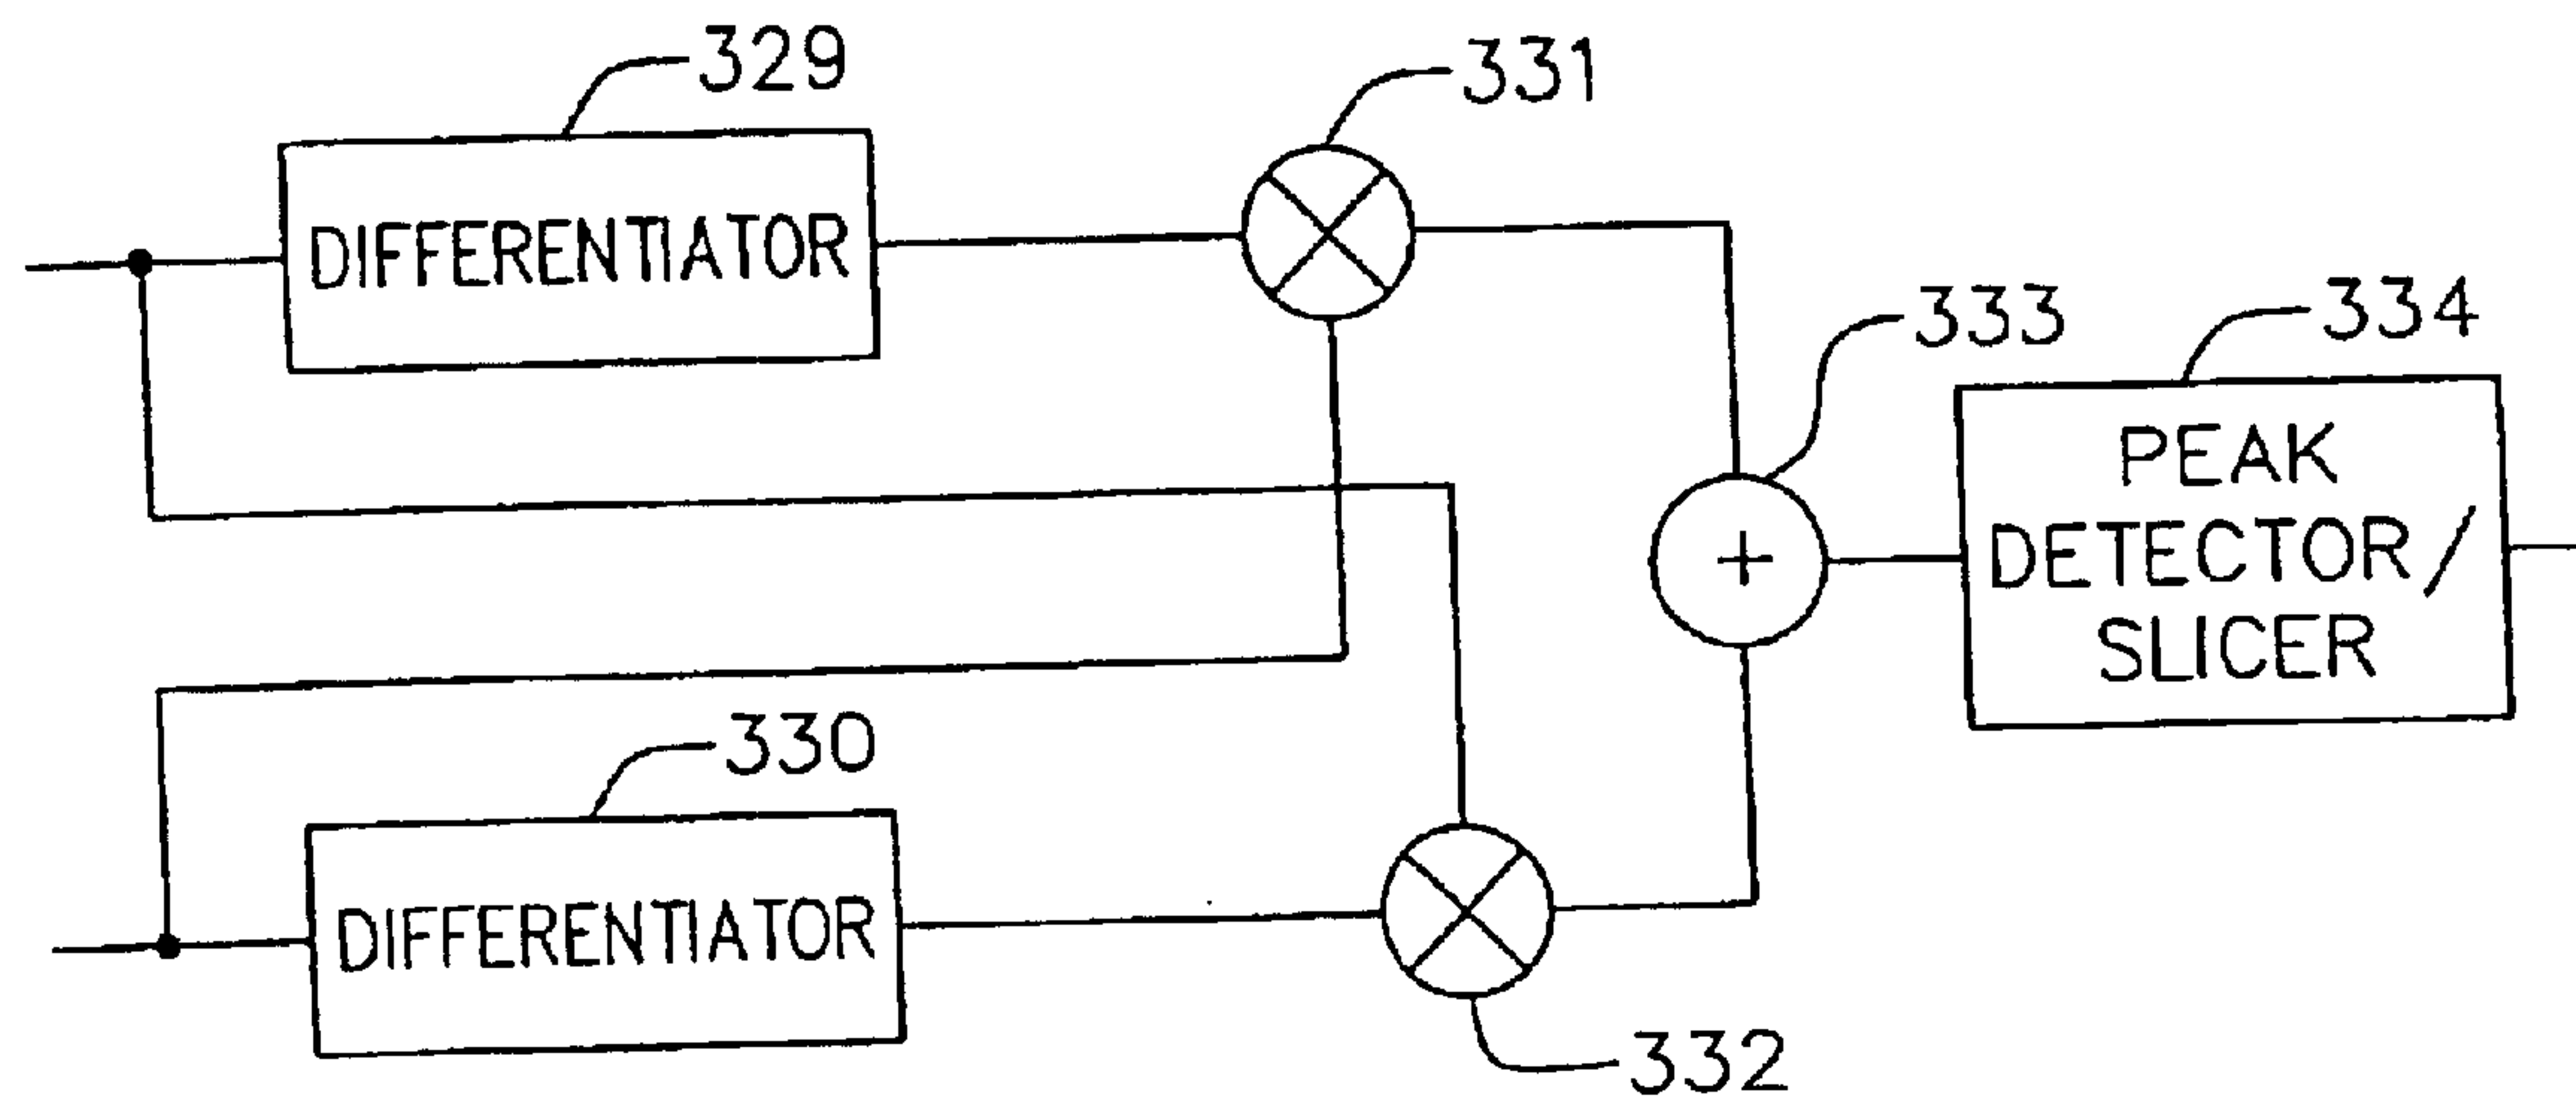 329
331
DIFFERENTIATOR
333
334
PEAK
DETECTOR/
SLICER
+
330
DIFFERENTIATOR
332